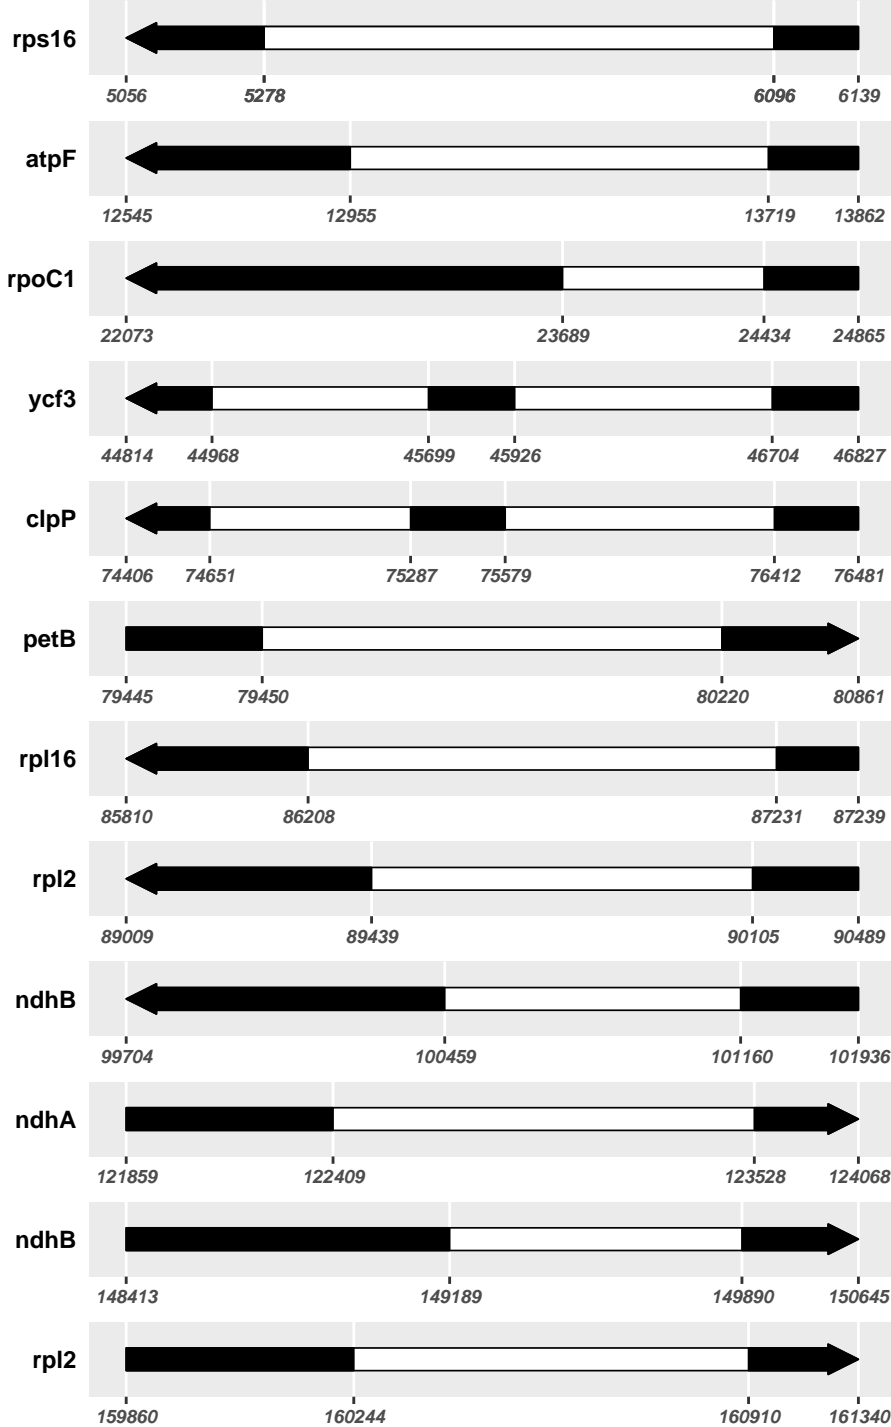 rps16
5056 5278 6096 6139
atpF
12545 12955 13719 13862
rpoC1
22073 23689 24434 24865
ycf3
44814 44968 45699 45926 46704 46827
clpP
74406 74651 75287 75579 76412 76481
petB
79445 79450 80220 80861
rpl16
85810 86208 87231 87239
rpl2
89009 89439 90105 90489
ndhB
99704 100459 101160 101936
ndhA
121859 122409 123528 124068
ndhB
148413 149189 149890 150645
rpl2
159860 160244 160910 161340